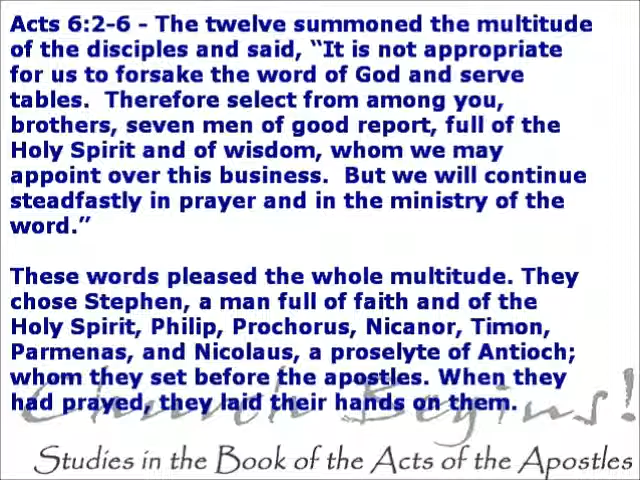 Acts 6:2-6 - The twelve summoned the multitude
of the disciples and said, “It is not appropriate
for us to forsake the word of God and serve
tables.  Therefore select from among you,
brothers, seven men of good report, full of the
Holy Spirit and of wisdom, whom we may
appoint over this business.  But we will continue
steadfastly in prayer and in the ministry of the
word.”
These words pleased the whole multitude. They
chose Stephen, a man full of faith and of the
Holy Spirit, Philip, Prochorus, Nicanor, Timon,
Parmenas, and Nicolaus, a proselyte of Antioch;
whom they set before the apostles. When they
had prayed, they laid their hands on them.
Church Begins!
Studies in the Book of the Acts of the Apostles